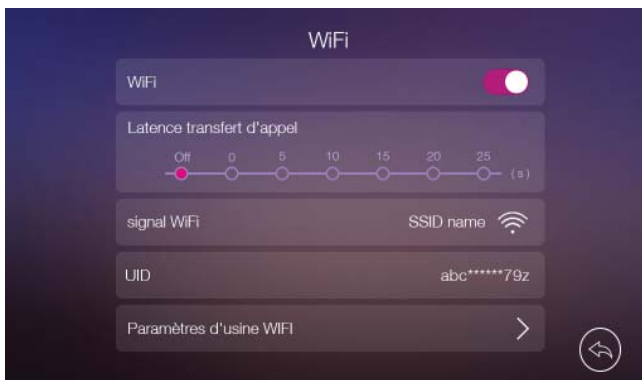 WiFi
WiFi
Latence transfert d'appel
Off 0 5 10 15 20 25 (s)
signal WiFi SSID name
UID abc******79z
Paramètres d'usine WIFI